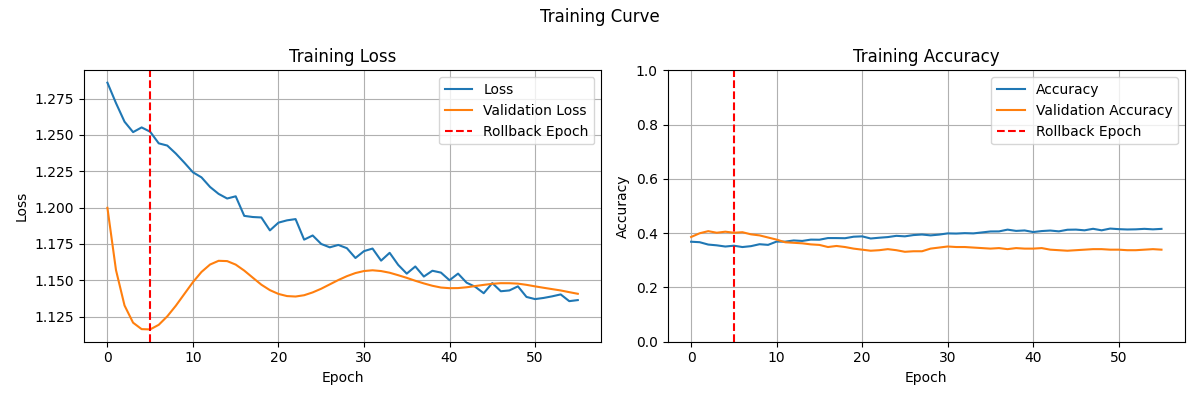 Training Curve
Training Loss
Loss
1.275
1.250
1.225
1.200
1.175
1.150
1.125
0
10
20
30
40
50
Epoch
Loss
Validation Loss
Rollback Epoch
Training Accuracy
Accuracy
1.0
0.8
0.6
0.4
0.2
0.0
0
10
20
30
40
50
Epoch
Accuracy
Validation Accuracy
Rollback Epoch